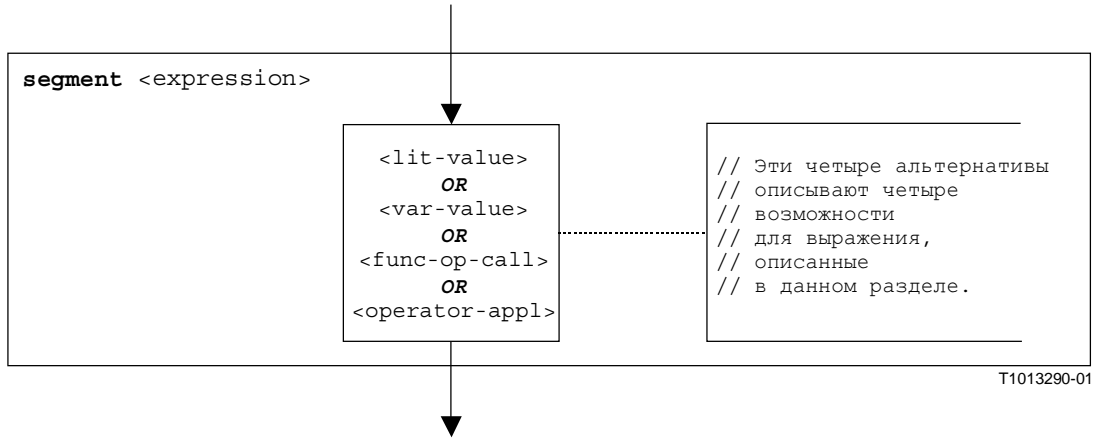 segment <expression>
<lit-value>
OR
<var-value>
OR
<func-op-call>
OR
<operator-appl>
// Эти четыре альтернативы
// описывают четыре
// возможности
// для выражения,
// описанные
// в данном разделе.
T1013290-01